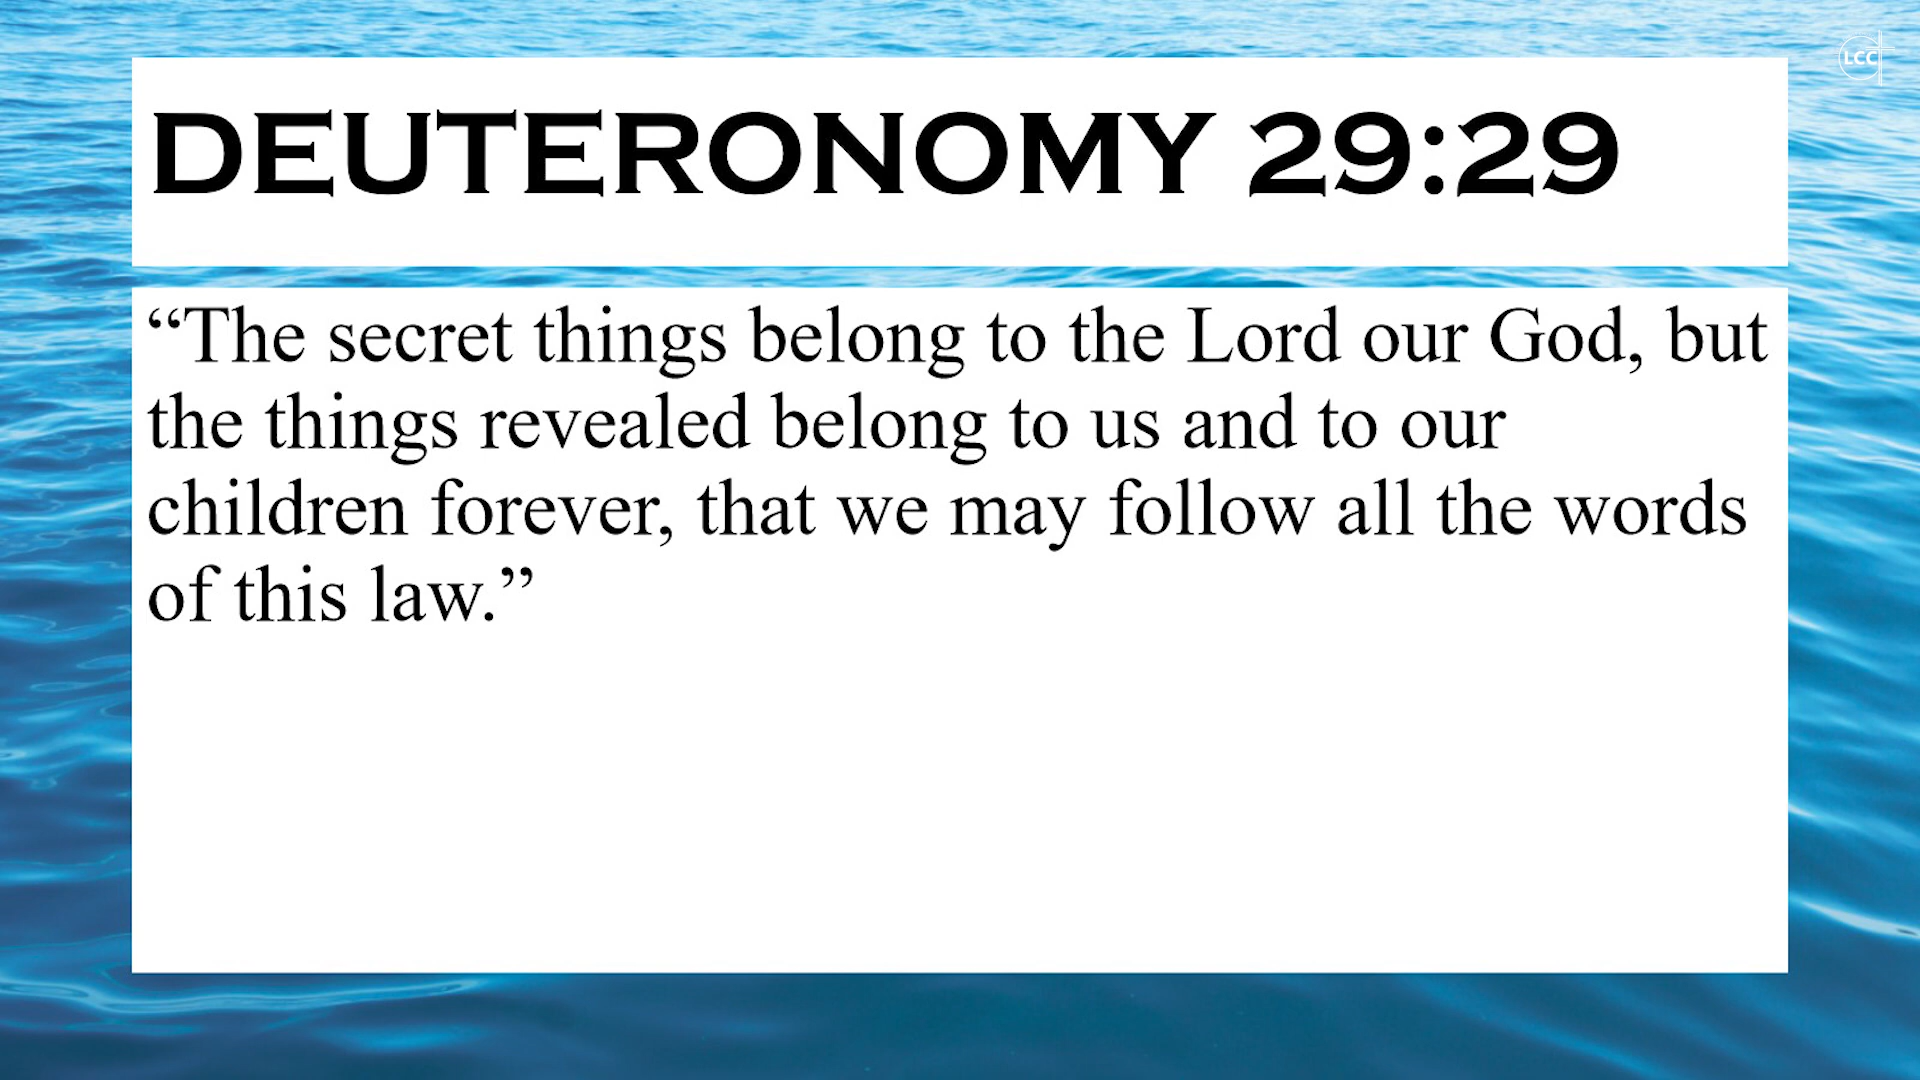 LCC
DEUTERONOMY 29:29
“The secret things belong to the Lord our God, but
the things revealed belong to us and to our
children forever, that we may follow all the words
of this law.”